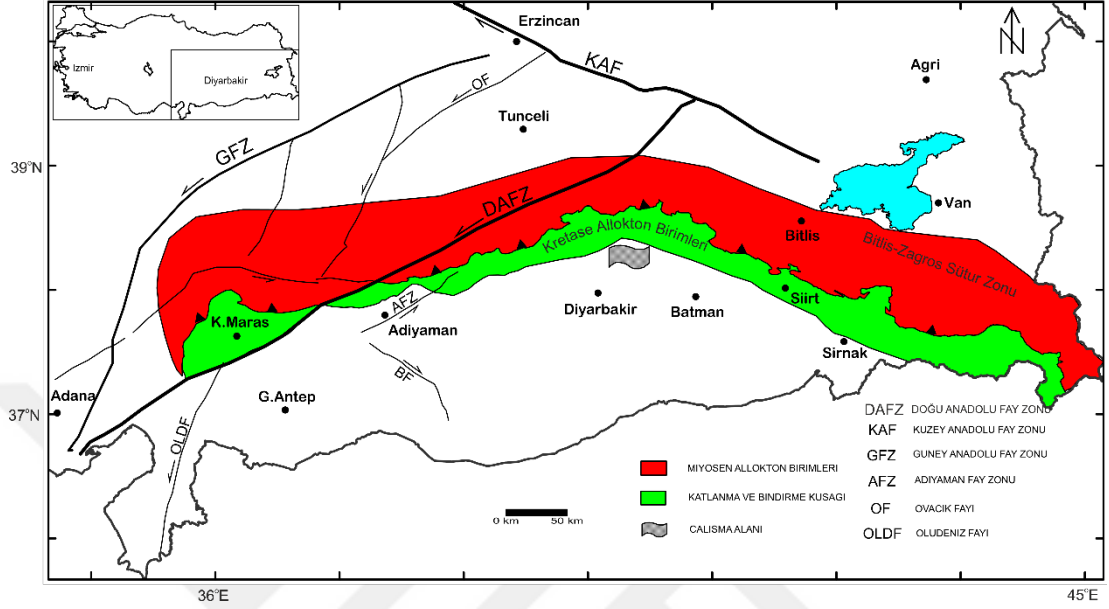 Erzincan
N
Izmir
Diyarbakir
KAF
Agri
OF
Tunceli
GFZ
39°N
DAFZ
Van
Bitlis
Kretase Allokton Birimleri
Bitlis-Zagros Sütur Zonu
Siirt
AFZ
Diyarbakir
Batman
K.Maras
Adiyaman
Sirnak
BF
Adana
G.Antep
37°N
OLDF
DAFZ DOĞU ANADOLU FAY ZONU
KAF KUZEY ANADOLU FAY ZONU
GFZ GUNEY ANADOLU FAY ZONU
AFZ ADIYAMAN FAY ZONU
OF OVACIK FAYI
OLDF OLUDENIZ FAYI
MIYOSEN ALLOKTON BIRIMLERI
KATLANMA VE BINDIRME KUSAGI
CALISMA ALANI
0 km 50 km
36°E
45°E